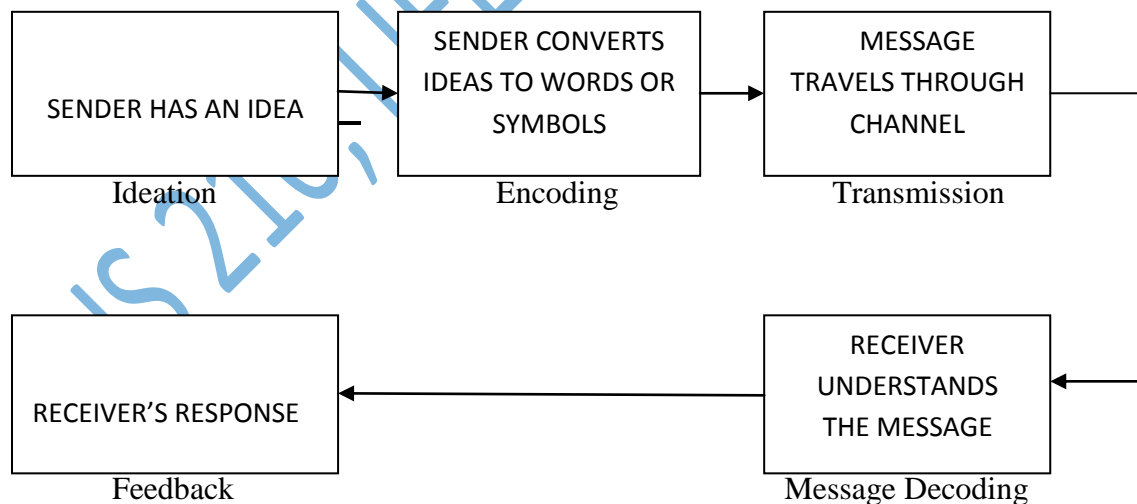 SENDER HAS AN IDEA
Ideation
SENDER CONVERTS
IDEAS TO WORDS OR
SYMBOLS
Encoding
MESSAGE
TRAVELS THROUGH
CHANNEL
Transmission
RECEIVER
UNDERSTANDS
THE MESSAGE
Message Decoding
RECEIVER’S RESPONSE
Feedback